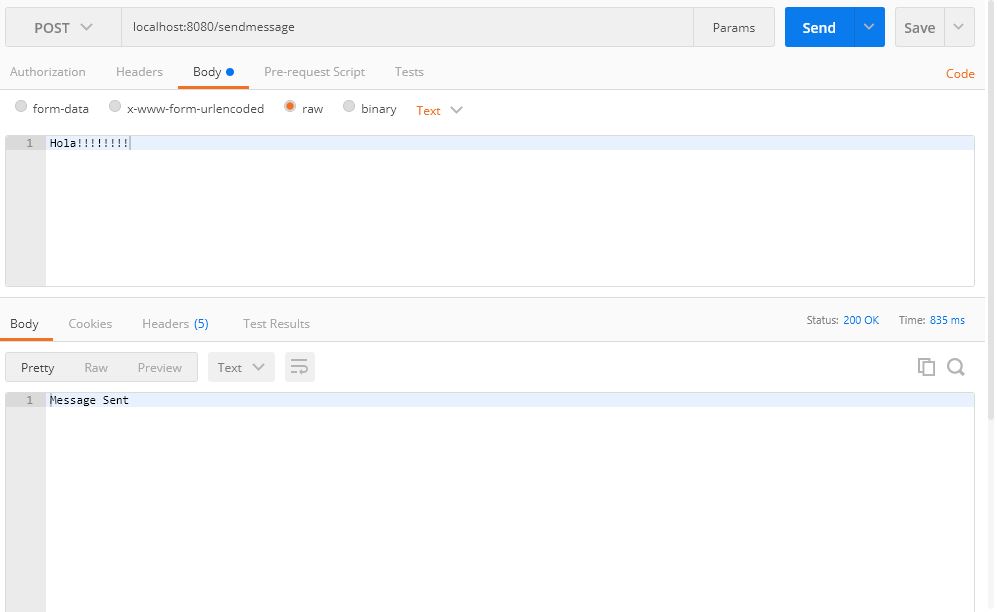 POST localhost:8080/sendmessage Params Send Save
Authorization Headers Body Pre-request Script Tests Code
form-data x-www-form-urlencoded raw binary Text
1 Hola!!!!!!!!
Body Cookies Headers (5) Test Results Status: 200 OK Time: 835 ms
Pretty Raw Preview Text
1 Message Sent